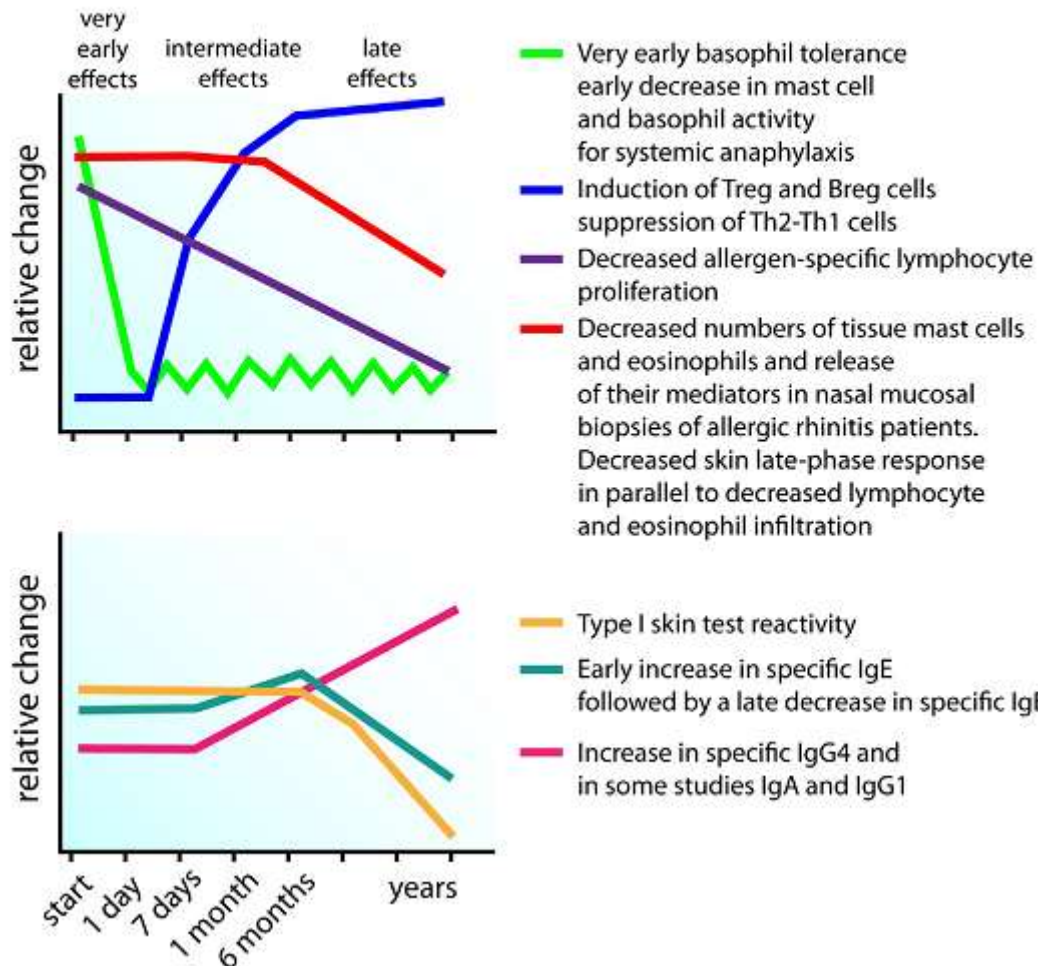 very
early
effects
intermediate
effects
late
effects
relative change
Very early basophil tolerance
early decrease in mast cell
and basophil activity
for systemic anaphylaxis
Induction of Treg and Breg cells
suppression of Th2-Th1 cells
Decreased allergen-specific lymphocyte
proliferation
Decreased numbers of tissue mast cells
and eosinophils and release
of their mediators in nasal mucosal
biopsies of allergic rhinitis patients.
Decreased skin late-phase response
in parallel to decreased lymphocyte
and eosinophil infiltration
relative change
Type I skin test reactivity
Early increase in specific IgE
followed by a late decrease in specific IgE
Increase in specific IgG4 and
in some studies IgA and IgG1
start
1 day
7 days
1 month
6 months
years